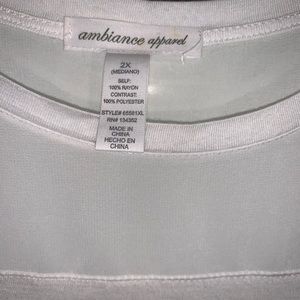 ambiance apparel
2X
(MEDIANO)
SELF:
100% RAYON
CONTRAST:
100% POLYESTER
STYLE# 65581XL
RN# 134352
MADE IN
CHINA
HECHO EN
CHINA